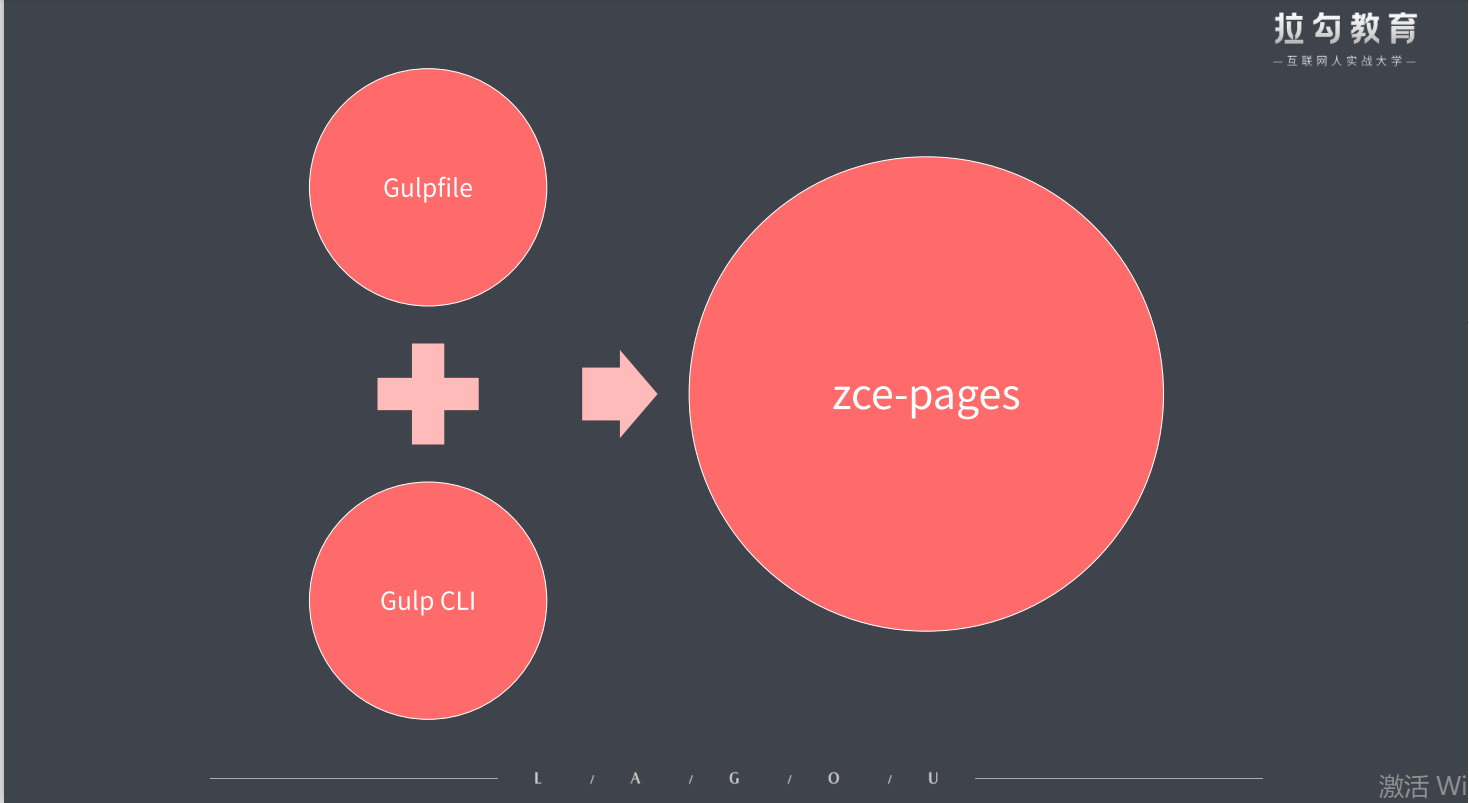 拉勾教育
—互联网人实战大学—
Gulpfile
zce-pages
Gulp CLI
L / A / G / O / U
激活 Wi